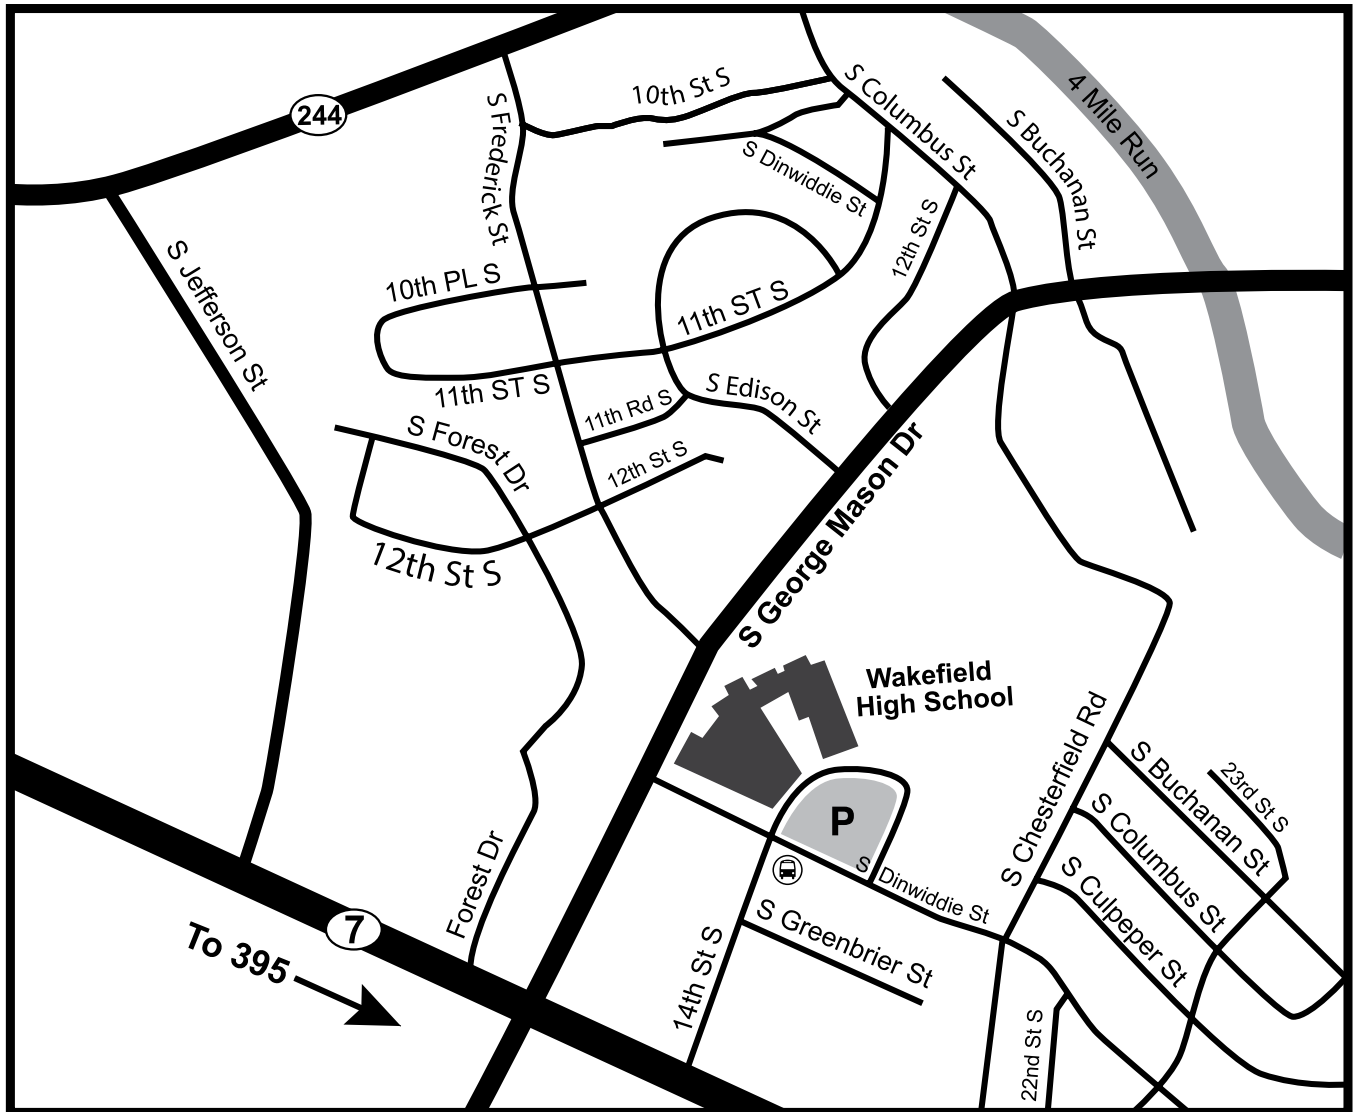 244
S Frederick St
10th St S
S Columbus St
S Buchanan St
4 Mile Run
S Dinwiddie St
12th St S
S Jefferson St
10th PL S
11th ST S
11th ST S
S Edison St
11th Rd S
S Forest Dr
12th St S
12th St S
S George Mason Dr
Wakefield
High School
S Chesterfield Rd
S Buchanan St
23rd St S
S Columbus St
P
S Dinwiddie St
S Culpeper St
Forest Dr
S Greenbrier St
7
To 395
14th St S
22nd St S